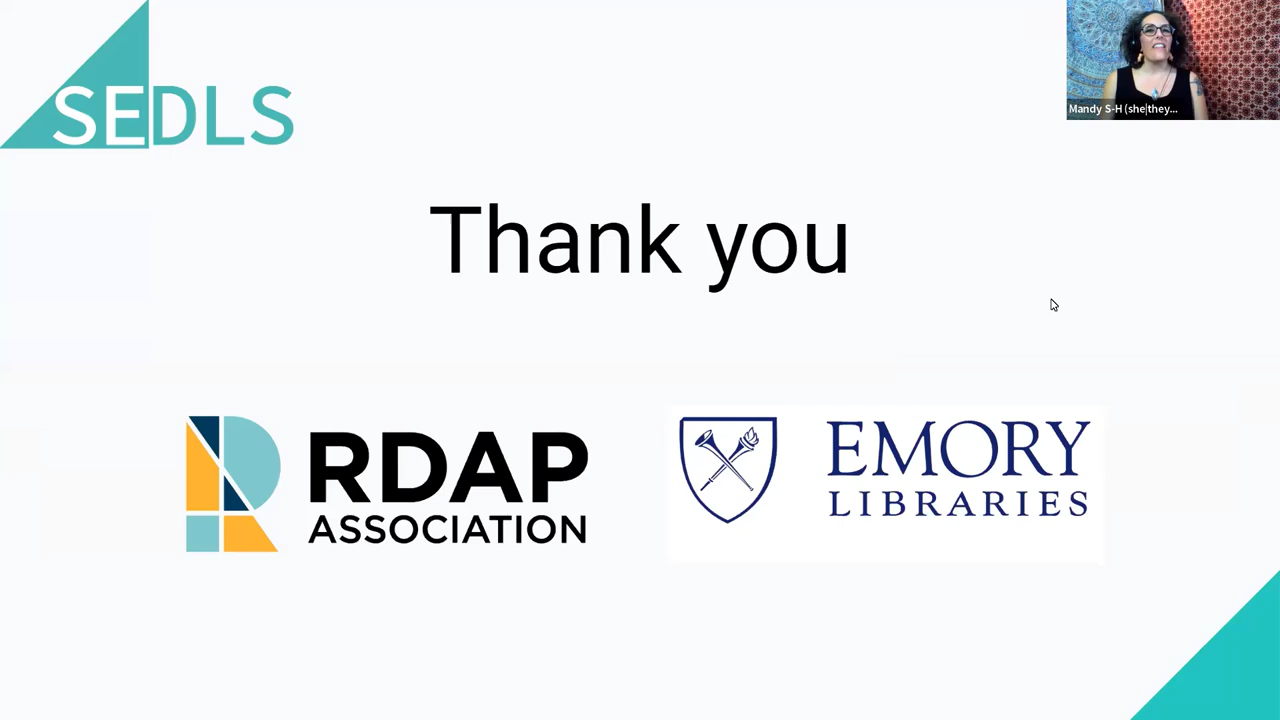 SEDLS
Mandy S-H (she|they...
Thank you
RDAP
ASSOCIATION
EMORY
LIBRARIES